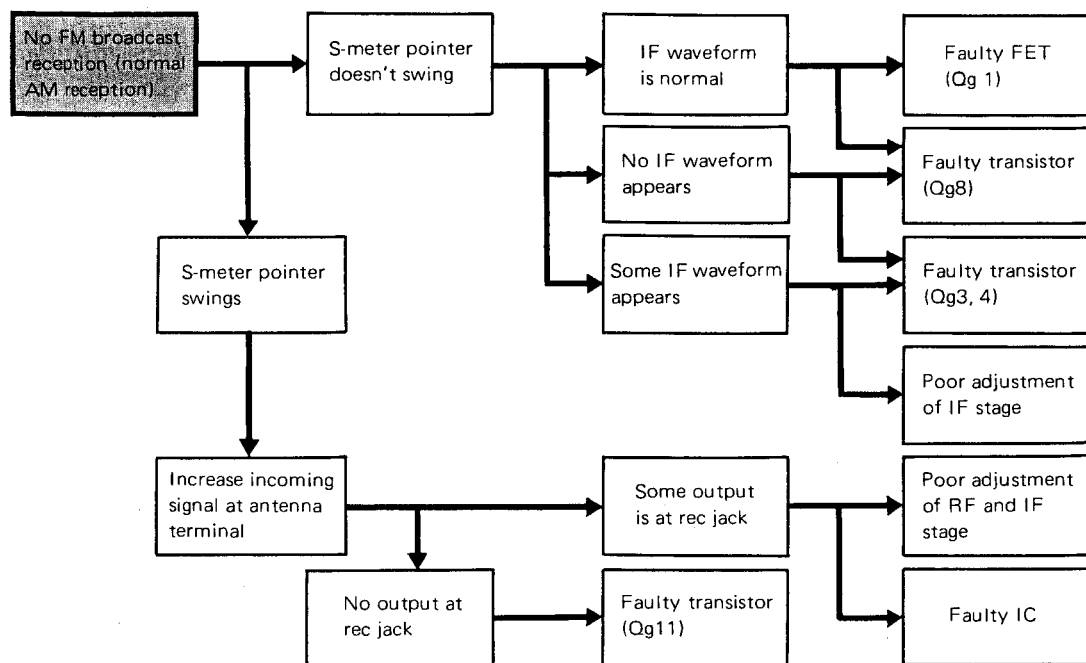 No FM broadcast
reception (normal
AM reception)...
S-meter pointer
doesn't swing
IF waveform
is normal
Faulty FET
(Qg 1)
No IF waveform
appears
Faulty transistor
(Qg8)
S-meter pointer
swings
Some IF waveform
appears
Faulty transistor
(Qg3, 4)
Poor adjustment
of IF stage
Increase incoming
signal at antenna
terminal
Some output
is at rec jack
Poor adjustment
of RF and IF
stage
No output at
rec jack
Faulty transistor
(Qg11)
Faulty IC